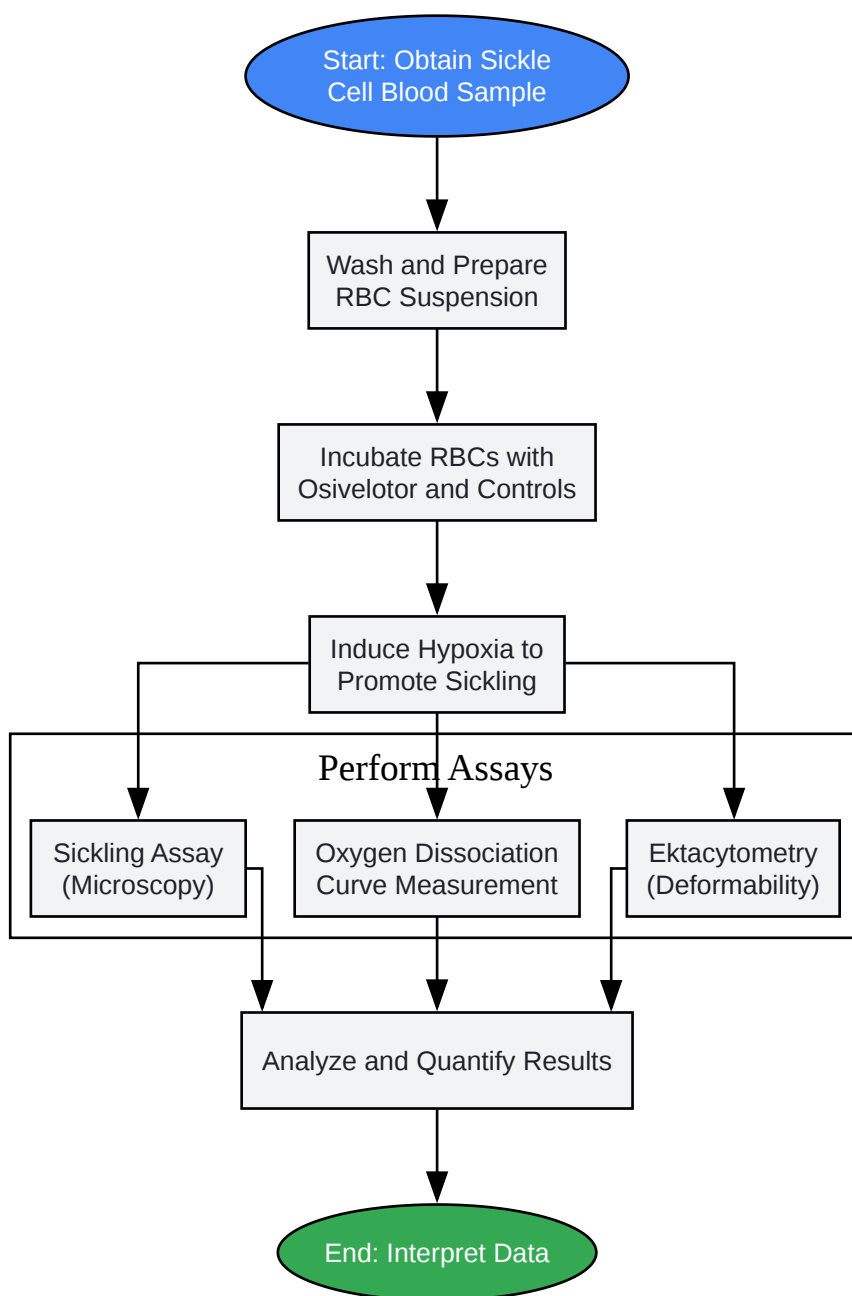 Start: Obtain Sickle
Cell Blood Sample
Wash and Prepare
RBC Suspension
Incubate RBCs with
Osivelotor and Controls
Induce Hypoxia to
Promote Sickling
Perform Assays
Sickling Assay
(Microscopy)
Oxygen Dissociation
Curve Measurement
Ektacytometry
(Deformability)
Analyze and Quantify Results
End: Interpret Data